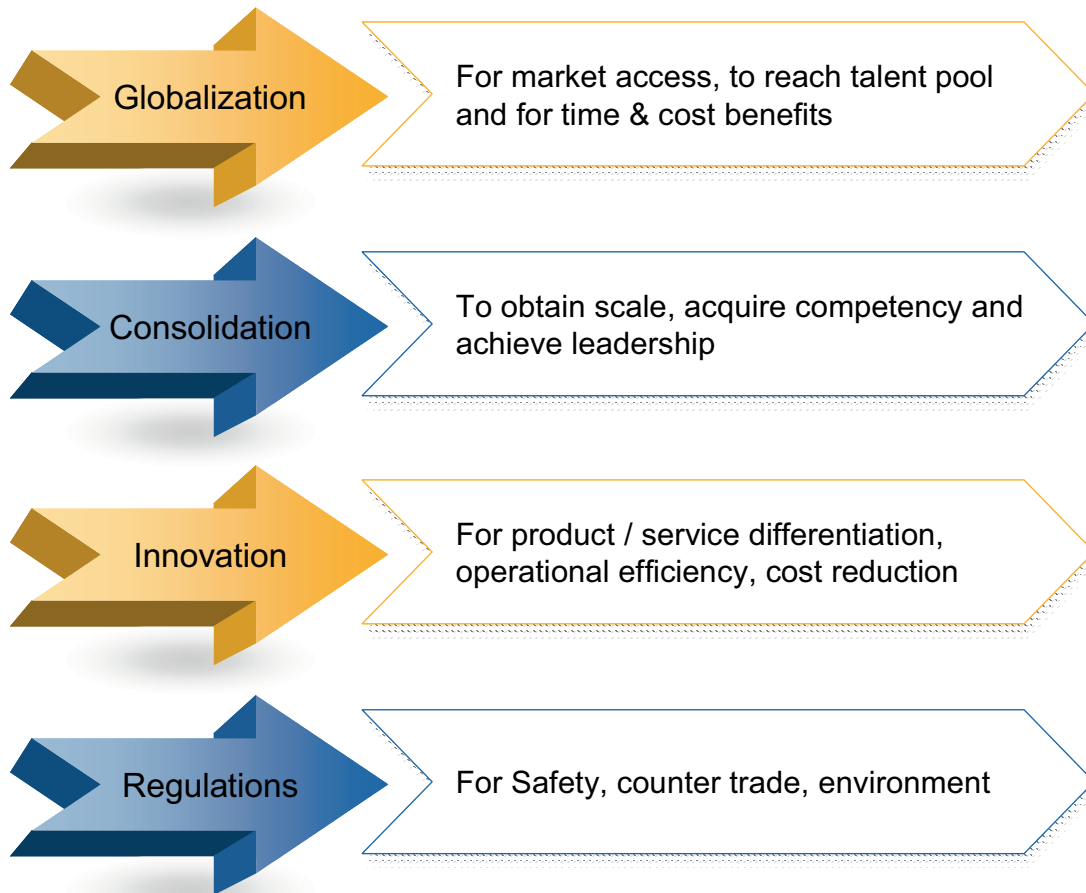 Globalization
For market access, to reach talent pool
and for time & cost benefits
Consolidation
To obtain scale, acquire competency and
achieve leadership
Innovation
For product / service differentiation,
operational efficiency, cost reduction
Regulations
For Safety, counter trade, environment